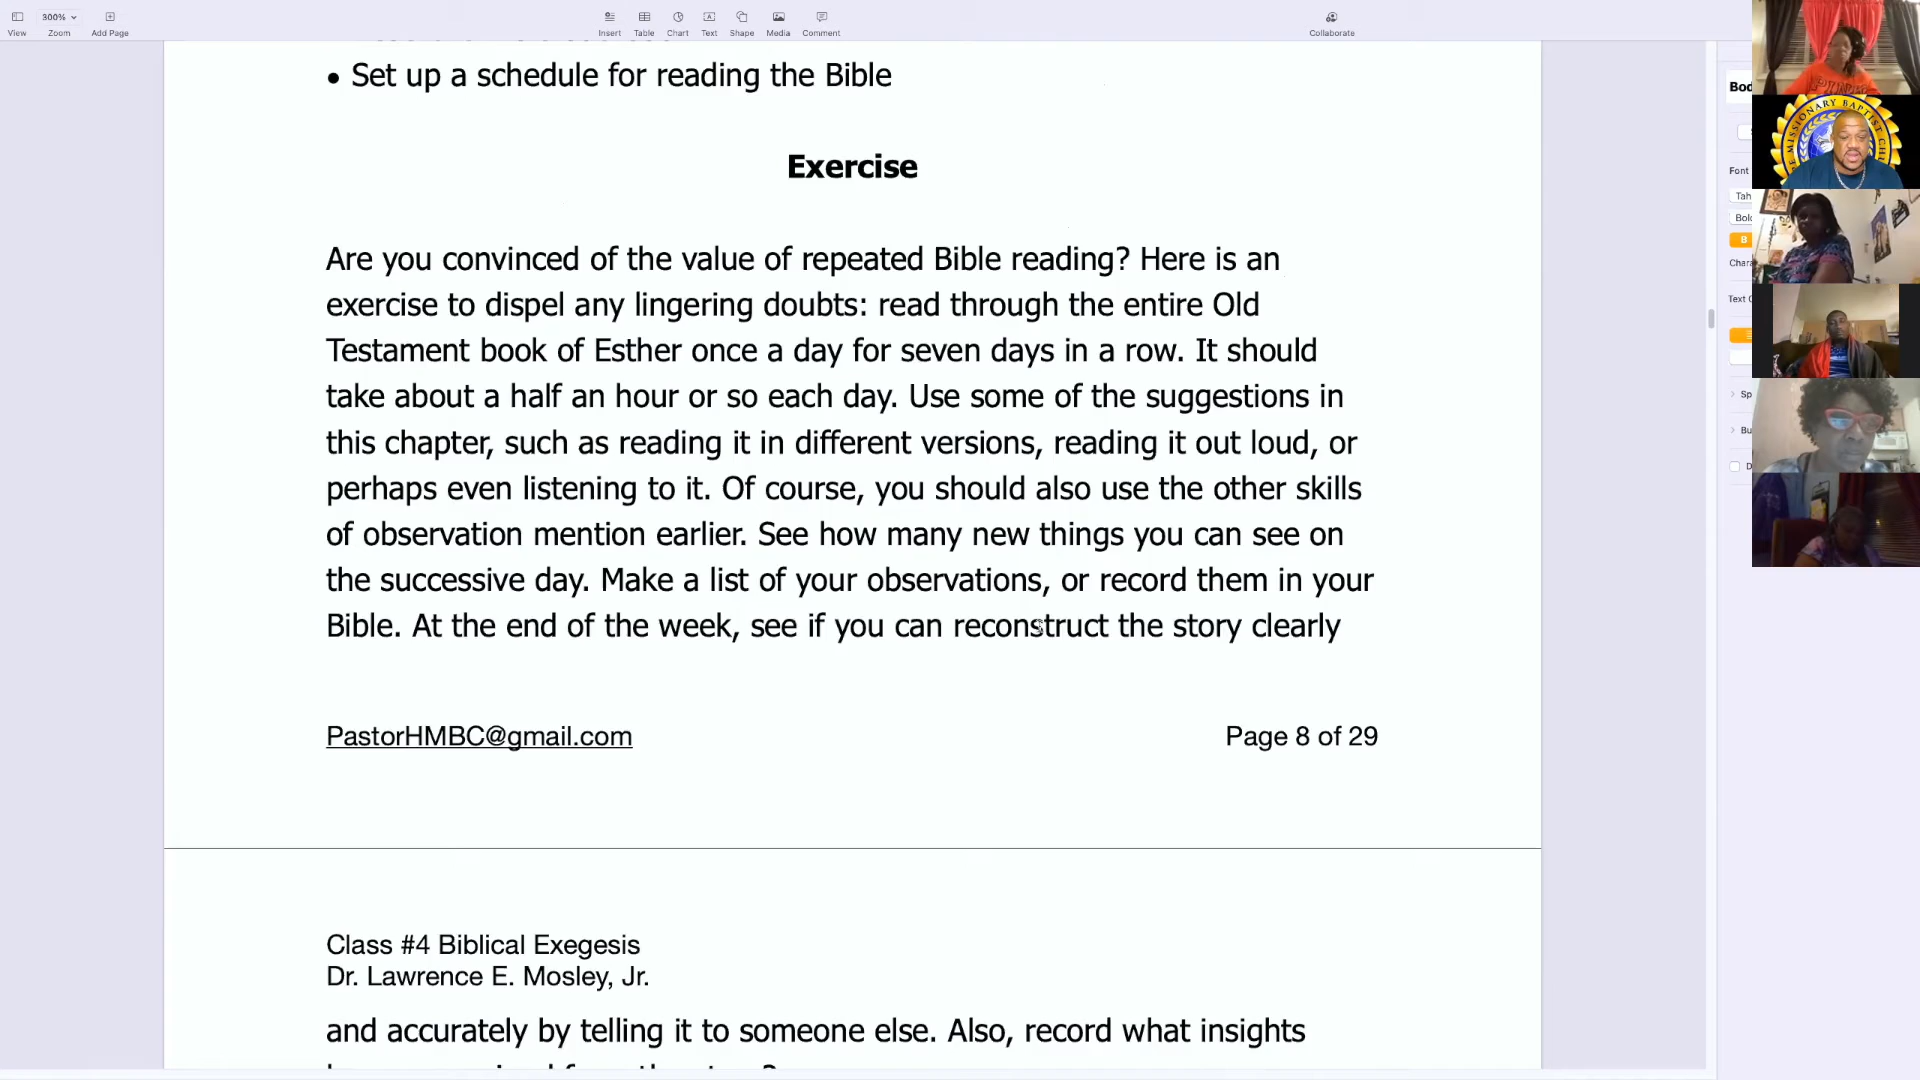 300%
View
Zoom
Add Page
Insert
Table
Chart
Text
Shape
Media
Comment
Collaborate
• Set up a schedule for reading the Bible
Exercise
Are you convinced of the value of repeated Bible reading? Here is an
exercise to dispel any lingering doubts: read through the entire Old
Testament book of Esther once a day for seven days in a row. It should
take about a half an hour or so each day. Use some of the suggestions in
this chapter, such as reading it in different versions, reading it out loud, or
perhaps even listening to it. Of course, you should also use the other skills
of observation mention earlier. See how many new things you can see on
the successive day. Make a list of your observations, or record them in your
Bible. At the end of the week, see if you can reconstruct the story clearly
PastorHMBC@gmail.com
Page 8 of 29
Class #4 Biblical Exegesis
Dr. Lawrence E. Mosley, Jr.
and accurately by telling it to someone else. Also, record what insights
Font
B
MISSIONARY BAPTIST